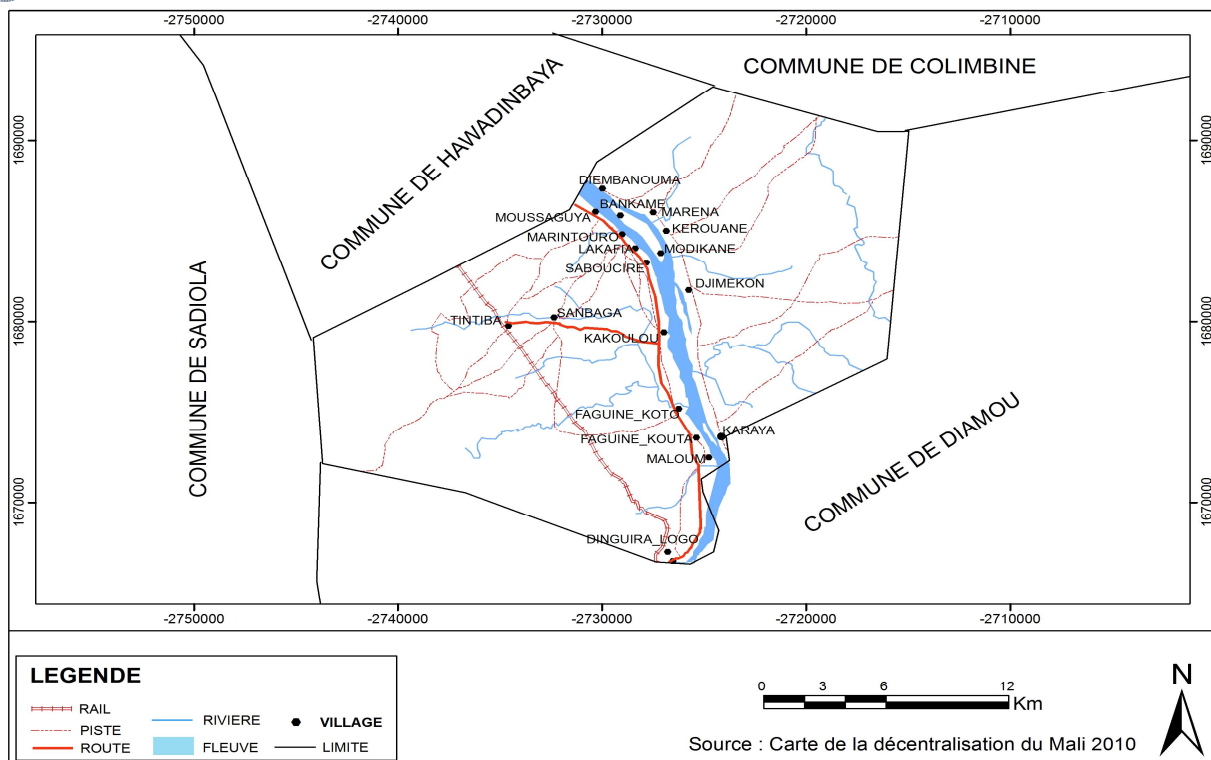 -2750000 -2740000 -2730000 -2720000 -2710000
COMMUNE DE COLIMBINE
COMMUNE DE HAWADINBAYA
1690000 1690000
DIEMBANOUMA
BANKAME
MOUSSAGUYA
MARENA
MARINTOURO
KEROUANE
LAKAFIA
MODIKANE
SABOUCIRE
DJIMEKON
COMMUNE DE SADIOLA
1680000 1680000
TINTIBA
SANBAGA
KAKOULOU
FAGUINE_KOTO
KARAYA
FAGUINE_KOUTA
MALOUM
COMMUNE DE DIAMOU
1670000 1670000
DINGUIRA_LOGO
-2750000 -2740000 -2730000 -2720000 -2710000
LEGENDE
RAIL
PISTE
ROUTE
RIVIERE
FLEUVE
VILLAGE
LIMITE
0 3 6 12
Km
N
Source : Carte de la décentralisation du Mali 2010